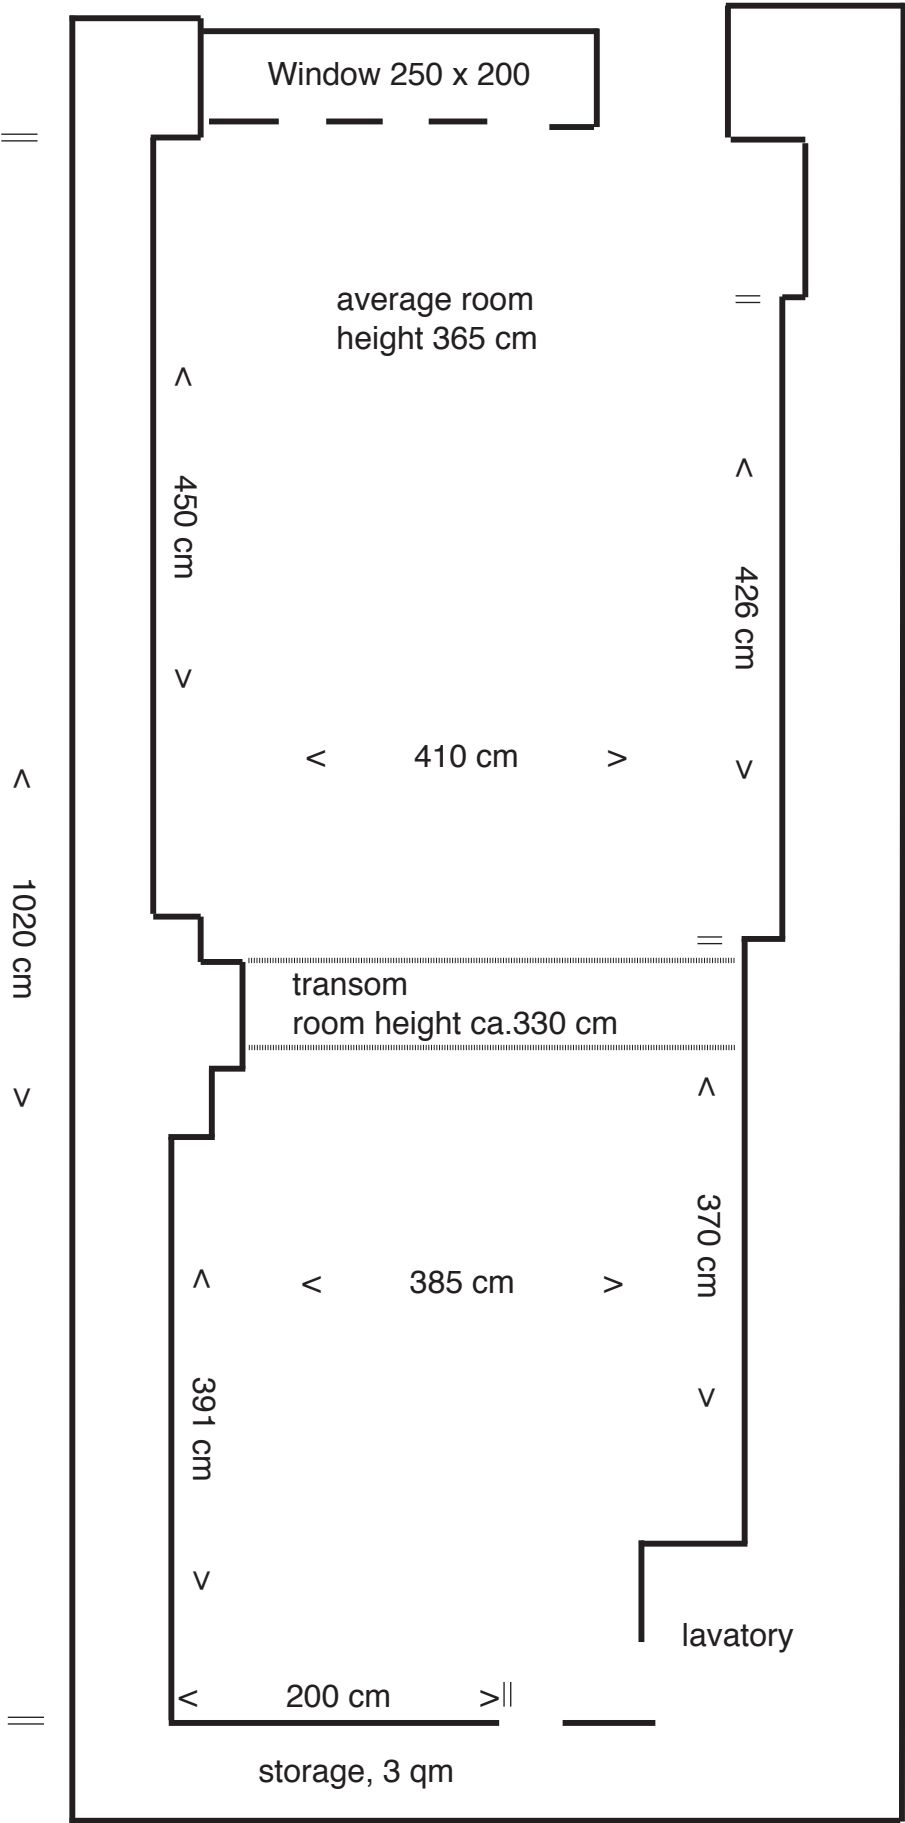 Window 250 x 200
average room
height 365 cm
< 450 cm >
< 426 cm >
< 410 cm >
< 1020 cm >
transom
room height ca.330 cm
< 370 cm >
< 385 cm >
< 391 cm >
lavatory
< 200 cm >
storage, 3 qm